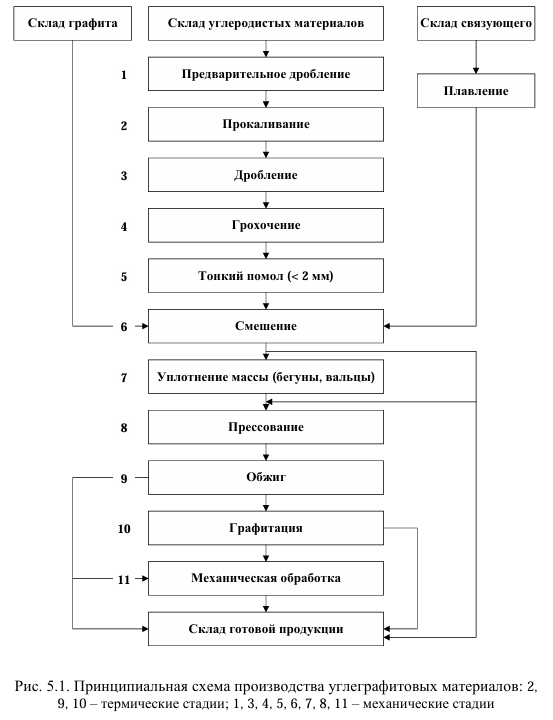 Склад графита
Склад углеродистых материалов
Склад связующего
1
Предварительное дробление
Плавление
2
Прокаливание
3
Дробление
4
Грохочение
5
Тонкий помол (< 2 мм)
6
Смешение
7
Уплотнение массы (бегуны, вальцы)
8
Прессование
9
Обжиг
10
Графитация
11
Механическая обработка
Склад готовой продукции
Рис. 5.1. Принципиальная схема производства углеграфитовых материалов: 2,
9, 10 – термические стадии; 1, 3, 4, 5, 6, 7, 8, 11 – механические стадии